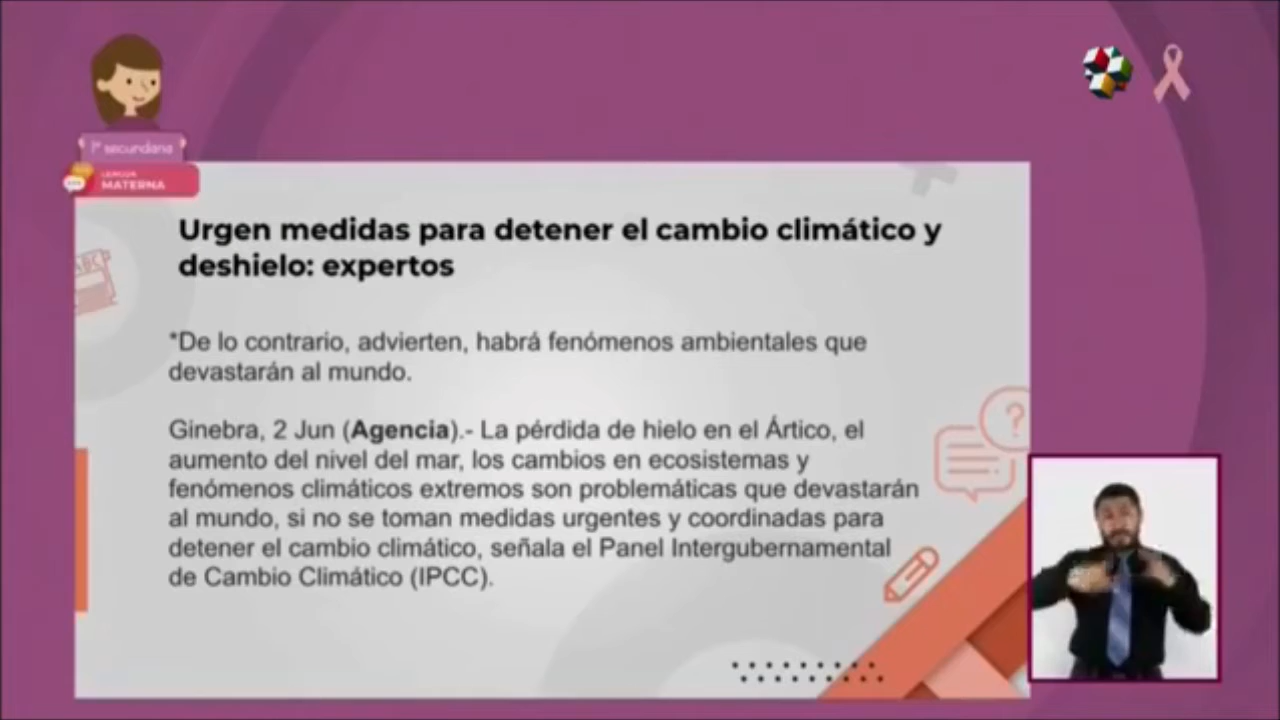 1° secundaria
LENGUA
MATERNA
Urgen medidas para detener el cambio climático y
deshielo: expertos
*De lo contrario, advierten, habrá fenómenos ambientales que
devastarán al mundo.
Ginebra, 2 Jun (Agencia).- La pérdida de hielo en el Ártico, el
aumento del nivel del mar, los cambios en ecosistemas y
fenómenos climáticos extremos son problemáticas que devastarán
al mundo, si no se toman medidas urgentes y coordinadas para
detener el cambio climático, señala el Panel Intergubernamental
de Cambio Climático (IPCC).
ABC
?